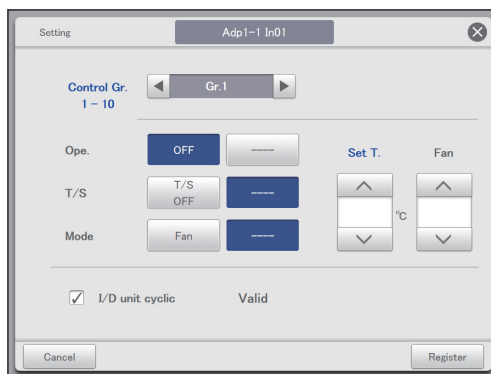 Setting
Adp1-1 In01
Control Gr.
1 - 10
Gr.1
Ope.
OFF
----
Set T.
Fan
T/S
T/S
OFF
----
°C
Mode
Fan
----
I/D unit cyclic
Valid
Cancel
Register